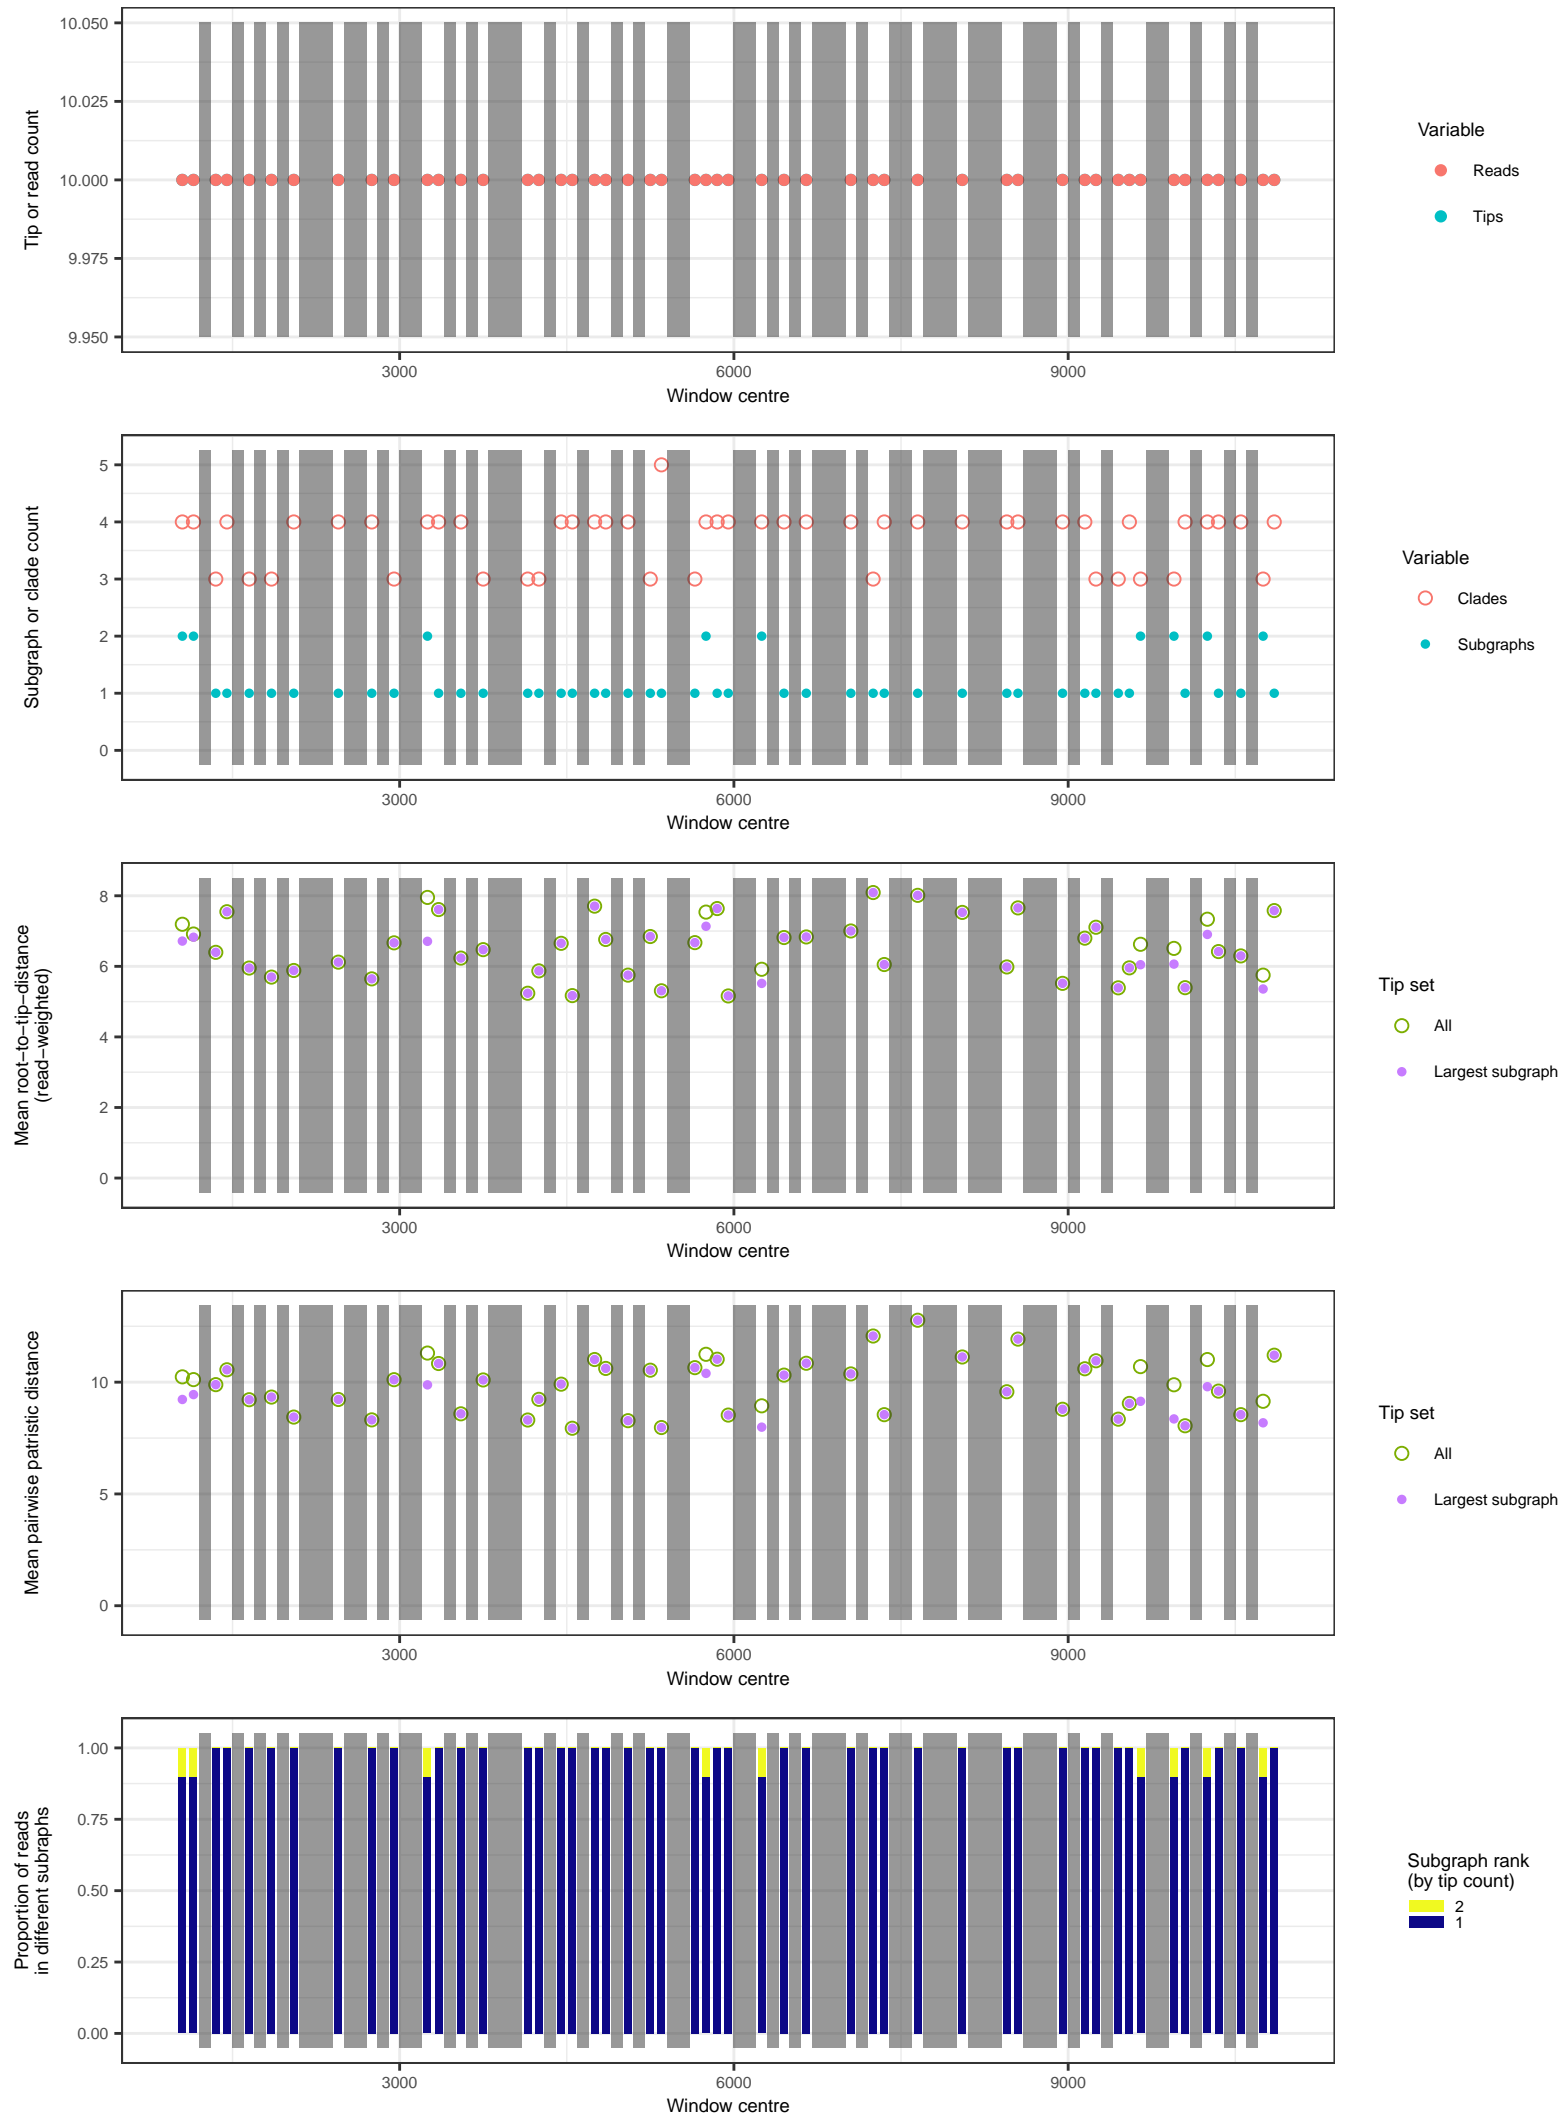 10.050
10.025
10.000
9.975
9.950
Tip or read count
3000
6000
9000
Window centre
Variable
Reads
Tips
5
4
3
2
1
0
Subgraph or clade count
3000
6000
9000
Window centre
Variable
Clades
Subgraphs
8
6
4
2
0
Mean root−to−tip−distance
(read−weighted)
3000
6000
9000
Window centre
Tip set
All
Largest subgraph
10
5
0
Mean pairwise patristic distance
3000
6000
9000
Window centre
Tip set
All
Largest subgraph
1.00
0.75
0.50
0.25
0.00
Proportion of reads
in different subraphs
3000
6000
9000
Window centre
Subgraph rank
(by tip count)
2
1